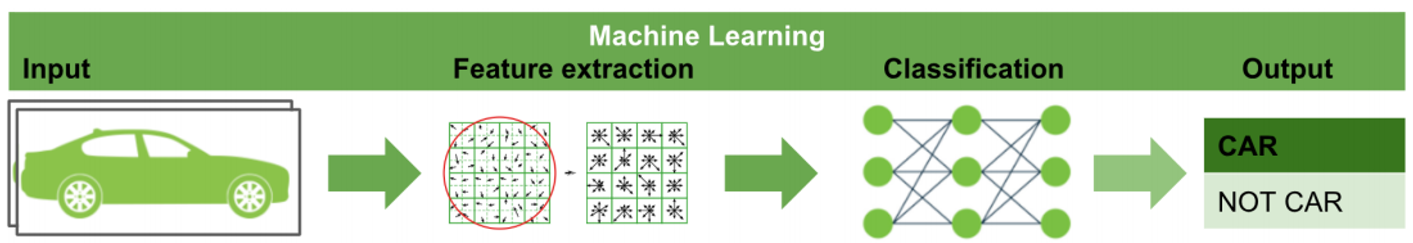 Machine Learning
Input Feature extraction Classification Output
CAR
NOT CAR